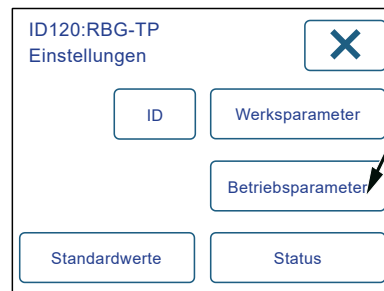 ID120:RBG-TP
Einstellungen
ID
Werksparameter
Betriebsparameter
Standardwerte
Status